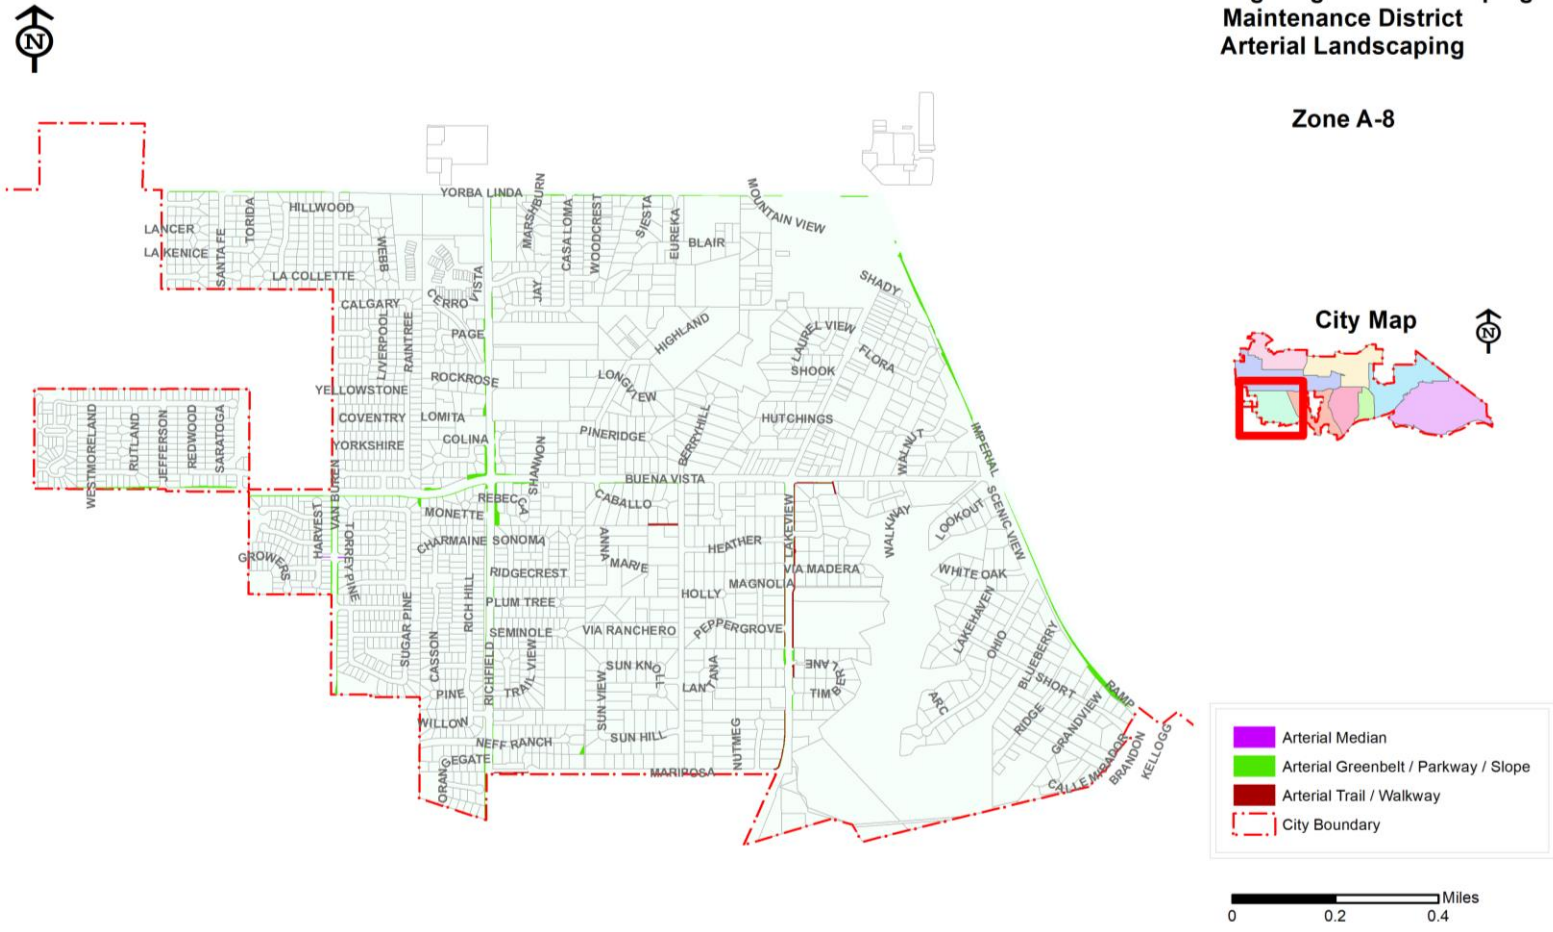 Maintenance District
Arterial Landscaping
Zone A-8
N
YORBA LINDA
MARSHBURN
MOUNTAIN VIEW
HILLWOOD
TORIDA
LANCER
LA KENICE
SANTA FE
WEBB
CASA LOMA
WOODCREST
SIESTA
EUREKA
BLAIR
LA COLLETTE
VISTA
CERRO
JAY
SHADY
CALGARY
LIVERPOOL
RAINTREE
PAGE
HIGHLAND
LAUREL VIEW
FLORA
SHOOK
YELLOWSTONE
ROCKROSE
LONGVIEW
COVENTRY
LOMITA
HUTCHINGS
BERRYHILL
WESTMORELAND
RUTLAND
JEFFERSON
REDWOOD
SARATOGA
YORKSHIRE
COLINA
PINERIDGE
WALNUT
IMPERIAL
SHANNON
BUENA VISTA
VAN BUREN
REBECCA
CABALLO
LAKEVIEW
SCENIC VIEW
HARVEST
TORREY PINE
MONETTE
WALKWAY
LOOKOUT
GROWERS
CHARMAINE
SONOMA
ANNA
MARIE
HEATHER
RIDGECREST
MAGNOLIA
VIA MADERA
WHITE OAK
SUGAR PINE
RICH HILL
PLUM TREE
HOLLY
LAKEHAVEN
CASSON
SEMINOLE
VIA RANCHERO
PEPPERGROVE
OHIO
BLUEBERRY
RICHFIELD
TRAIL VIEW
SUN KNOLL
LANTANA
TIMBER
LANE
PINE
SUN VIEW
ARC
SHORT
RAMP
WILLOW
RIDGE
GRANDVIEW
NEFF RANCH
SUN HILL
NUTMEG
ORANGEGATE
MARIPOSA
CALLE MIRADOR
BRANDON
KELLOGG
City Map
N
Arterial Median
Arterial Greenbelt / Parkway / Slope
Arterial Trail / Walkway
City Boundary
Miles
0 0.2 0.4